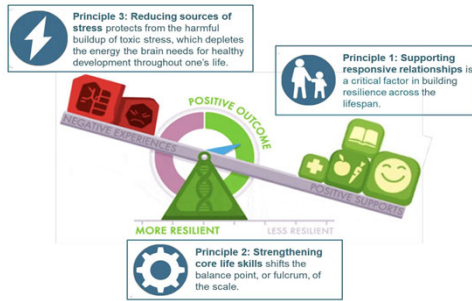 Principle 3: Reducing sources of
stress protects from the harmful
buildup of toxic stress, which depletes
the energy the brain needs for healthy
development throughout one's life.
Principle 1: Supporting
responsive relationships is
a critical factor in building
resilience across the
lifespan.
POSITIVE OUTCOME
NEGATIVE EXPERIENCES
POSITIVE SUPPORTS
MORE RESILIENT
LESS RESILIENT
Principle 2: Strengthening
core life skills shifts the
balance point, or fulcrum, of
the scale.